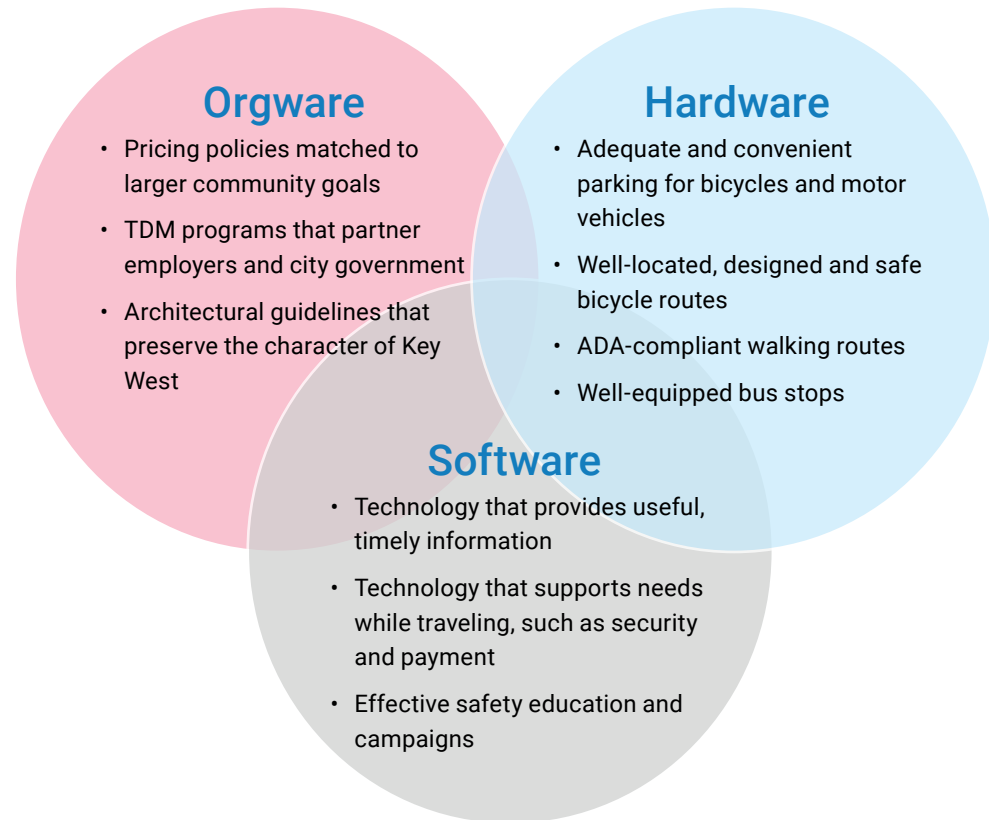 Orgware
• Pricing policies matched to
larger community goals
• TDM programs that partner
employers and city government
• Architectural guidelines that
preserve the character of Key
West
Hardware
• Adequate and convenient
parking for bicycles and motor
vehicles
• Well-located, designed and safe
bicycle routes
• ADA-compliant walking routes
• Well-equipped bus stops
Software
• Technology that provides useful,
timely information
• Technology that supports needs
while traveling, such as security
and payment
• Effective safety education and
campaigns